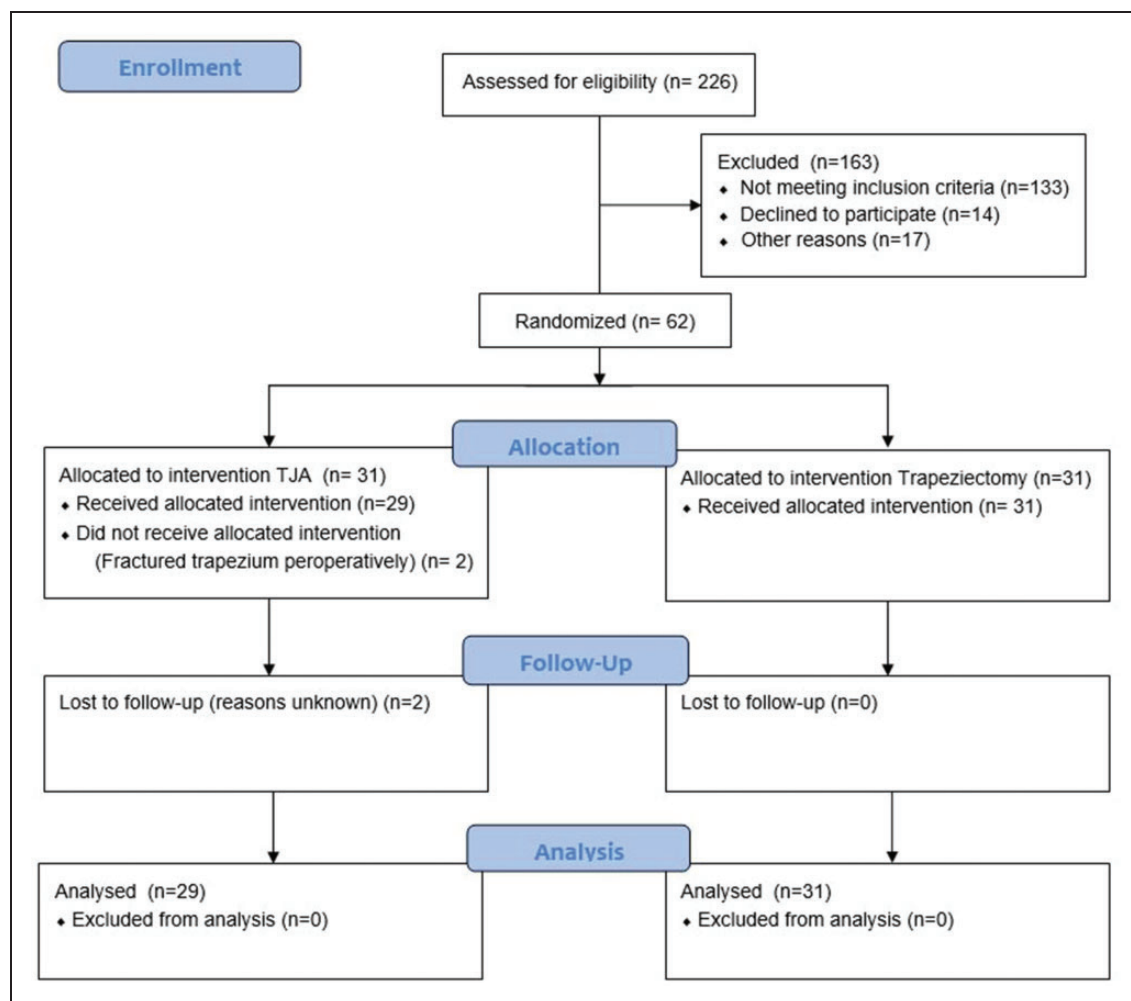 Enrollment
Assessed for eligibility (n= 226)
Excluded (n=163)
⬥ Not meeting inclusion criteria (n=133)
⬥ Declined to participate (n=14)
⬥ Other reasons (n=17)
Randomized (n= 62)
Allocation
Allocated to intervention TJA (n= 31)
⬥ Received allocated intervention (n=29)
⬥ Did not receive allocated intervention
(Fractured trapezium peroperatively) (n= 2)
Allocated to intervention Trapeziectomy (n=31)
⬥ Received allocated intervention (n= 31)
Follow-Up
Lost to follow-up (reasons unknown) (n=2)
Lost to follow-up (n=0)
Analysis
Analysed (n=29)
⬥ Excluded from analysis (n=0)
Analysed (n=31)
⬥ Excluded from analysis (n=0)